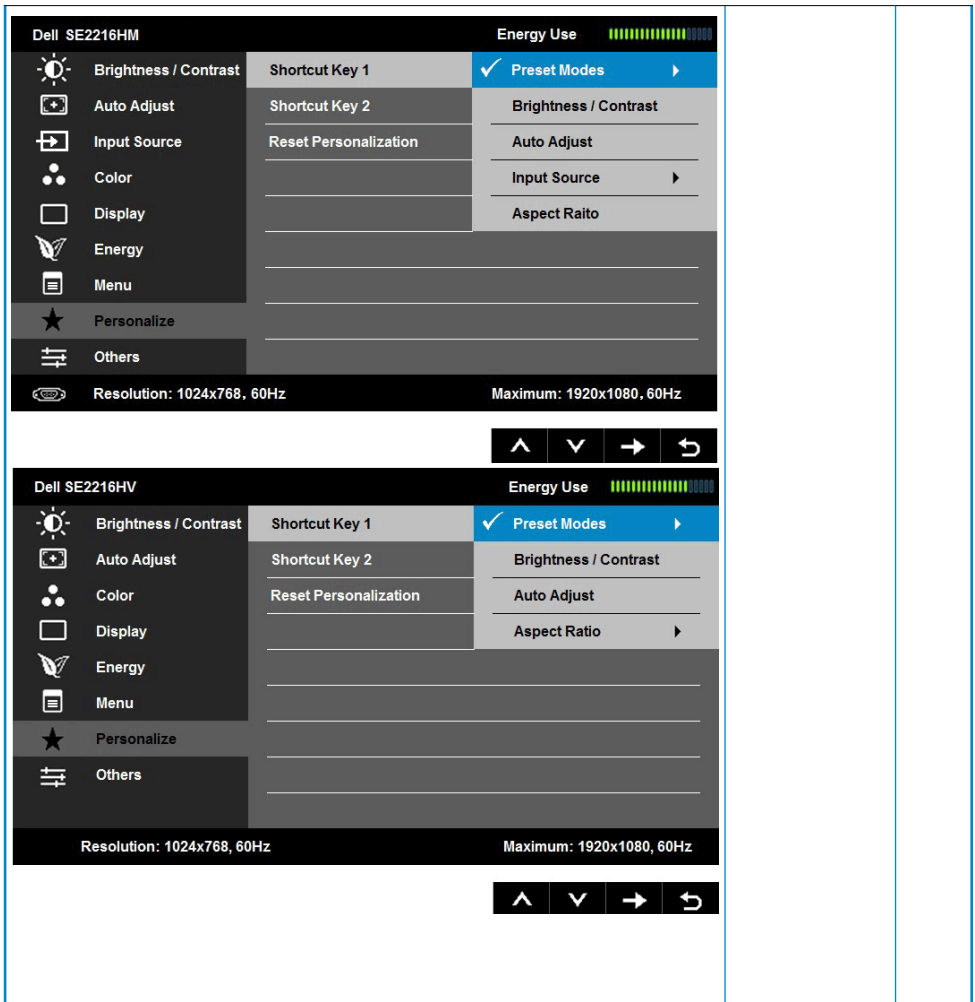 Dell SE2216HM Energy Use
Brightness / Contrast Shortcut Key 1 Preset Modes
Auto Adjust Shortcut Key 2 Brightness / Contrast
Input Source Reset Personalization Auto Adjust
Color Input Source
Display Aspect Raito
Energy
Menu
Personalize
Others
Resolution: 1024x768, 60Hz Maximum: 1920x1080, 60Hz
Dell SE2216HV Energy Use
Brightness / Contrast Shortcut Key 1 Preset Modes
Auto Adjust Shortcut Key 2 Brightness / Contrast
Color Reset Personalization Auto Adjust
Display Aspect Ratio
Energy
Menu
Personalize
Others
Resolution: 1024x768, 60Hz Maximum: 1920x1080, 60Hz